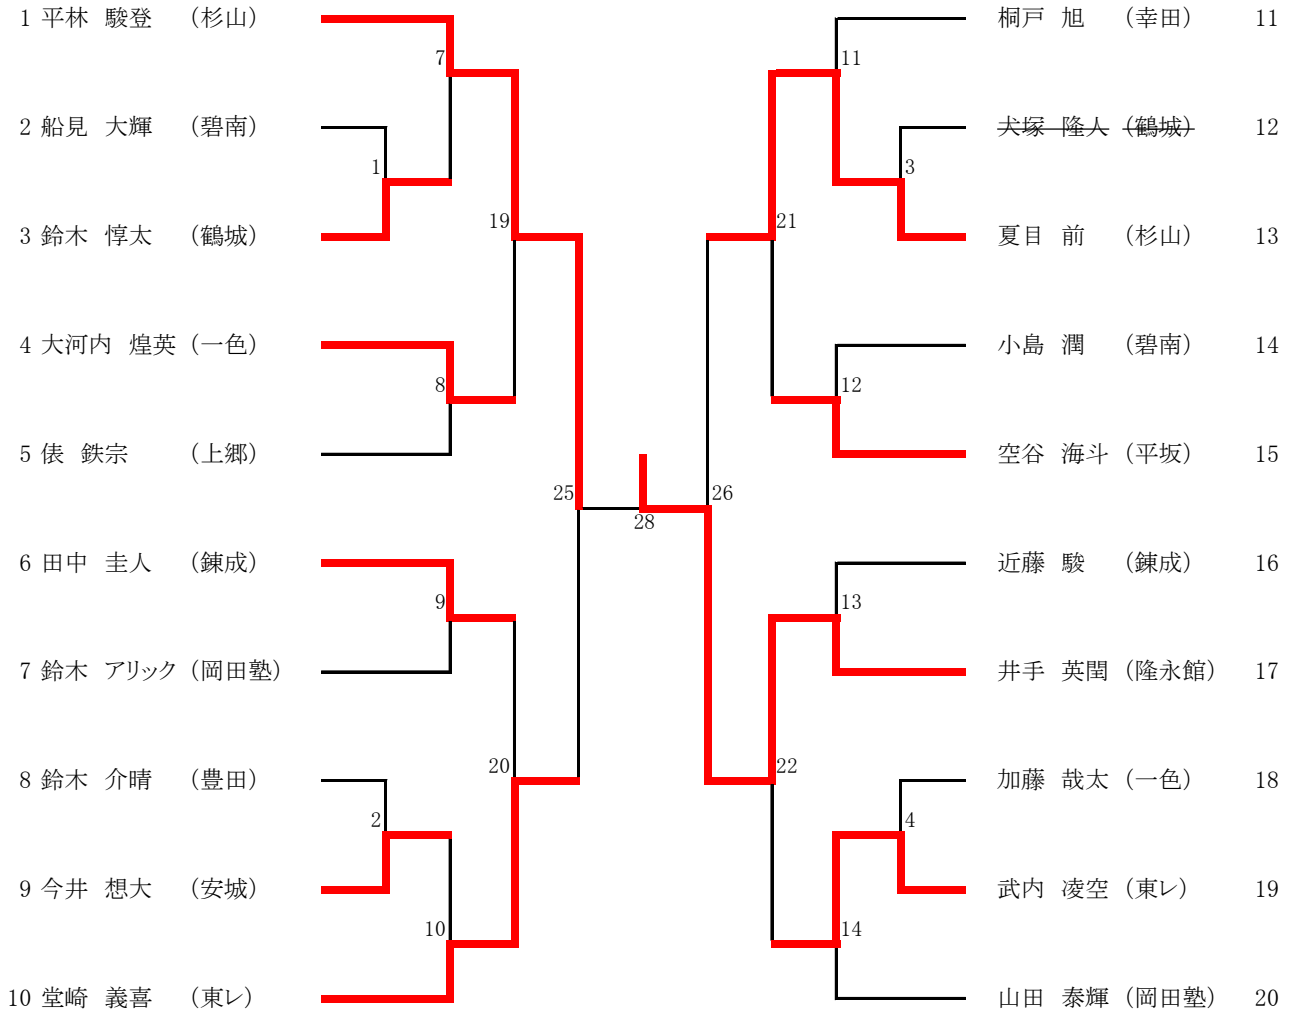 1 平林 駿登 (杉山)
桐戸 旭 (幸田) 11
7
11
2 船見 大輝 (碧南)
犬塚 隆人 (鶴城) 12
1
3
3 鈴木 惇太 (鶴城)
19
21
夏目 前 (杉山) 13
4 大河内 煌英 (一色)
小島 潤 (碧南) 14
8
12
5 俵 鉄宗 (上郷)
空谷 海斗 (平坂) 15
25
26
28
6 田中 圭人 (錬成)
近藤 駿 (錬成) 16
9
13
7 鈴木 アリック (岡田塾)
井手 英閏 (隆永館) 17
20
22
8 鈴木 介晴 (豊田)
加藤 哉太 (一色) 18
2
4
9 今井 想大 (安城)
武内 凌空 (東レ) 19
10
14
10 堂崎 義喜 (東レ)
山田 泰輝 (岡田塾) 20